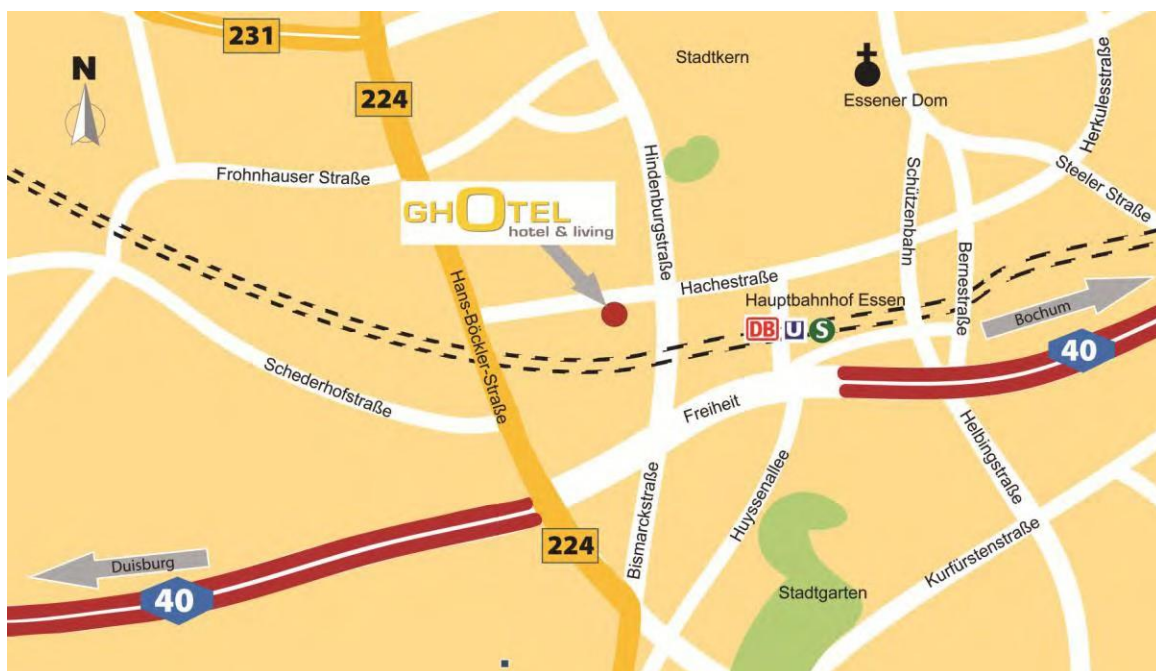 231
Stadtkern
N
224
Essener Dom
Herkulesstraße
Frohnhauser Straße
Hindenburgstraße
Schützenbahn
Steeler Straße
GHOTEL
hotel & living
Bernestraße
Hans-Böckler-Straße
Hachestraße
Hauptbahnhof Essen
DB U S
Bochum
40
Schederhofstraße
Freiheit
Helbingstraße
Bismarckstraße
Huyssenallee
224
Kurfürstenstraße
Duisburg
40
Stadtgarten